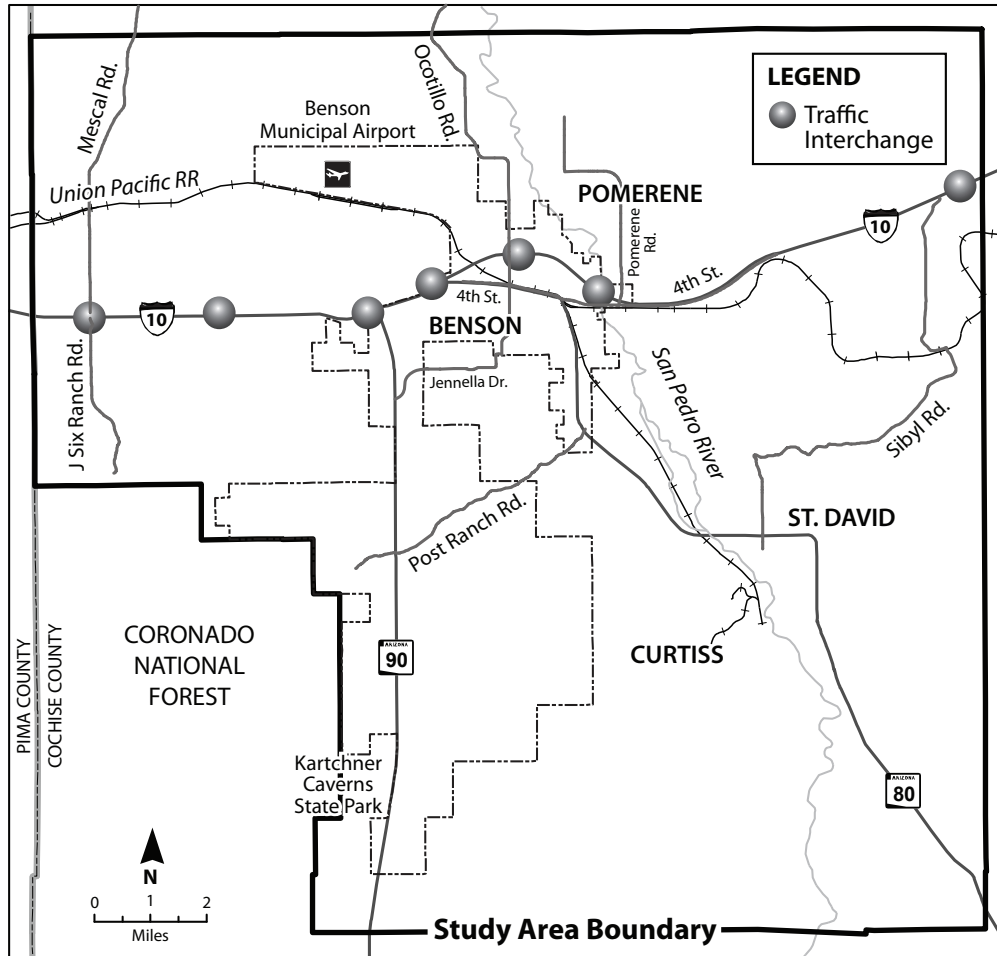 Mescal Rd.
Ocotillo Rd.
LEGEND
Traffic
Interchange
Benson
Municipal Airport
Union Pacific RR
POMERENE
Pomerene
Rd.
10
4th St.
10
4th St.
BENSON
Jennella Dr.
J Six Ranch Rd.
San Pedro River
Sibyl Rd.
Post Ranch Rd.
ST. DAVID
CORONADO
NATIONAL
FOREST
ARIZONA
90
CURTISS
PIMA COUNTY
COCHISE COUNTY
Kartchner
Caverns
State Park
ARIZONA
80
N
0 1 2
Miles
Study Area Boundary